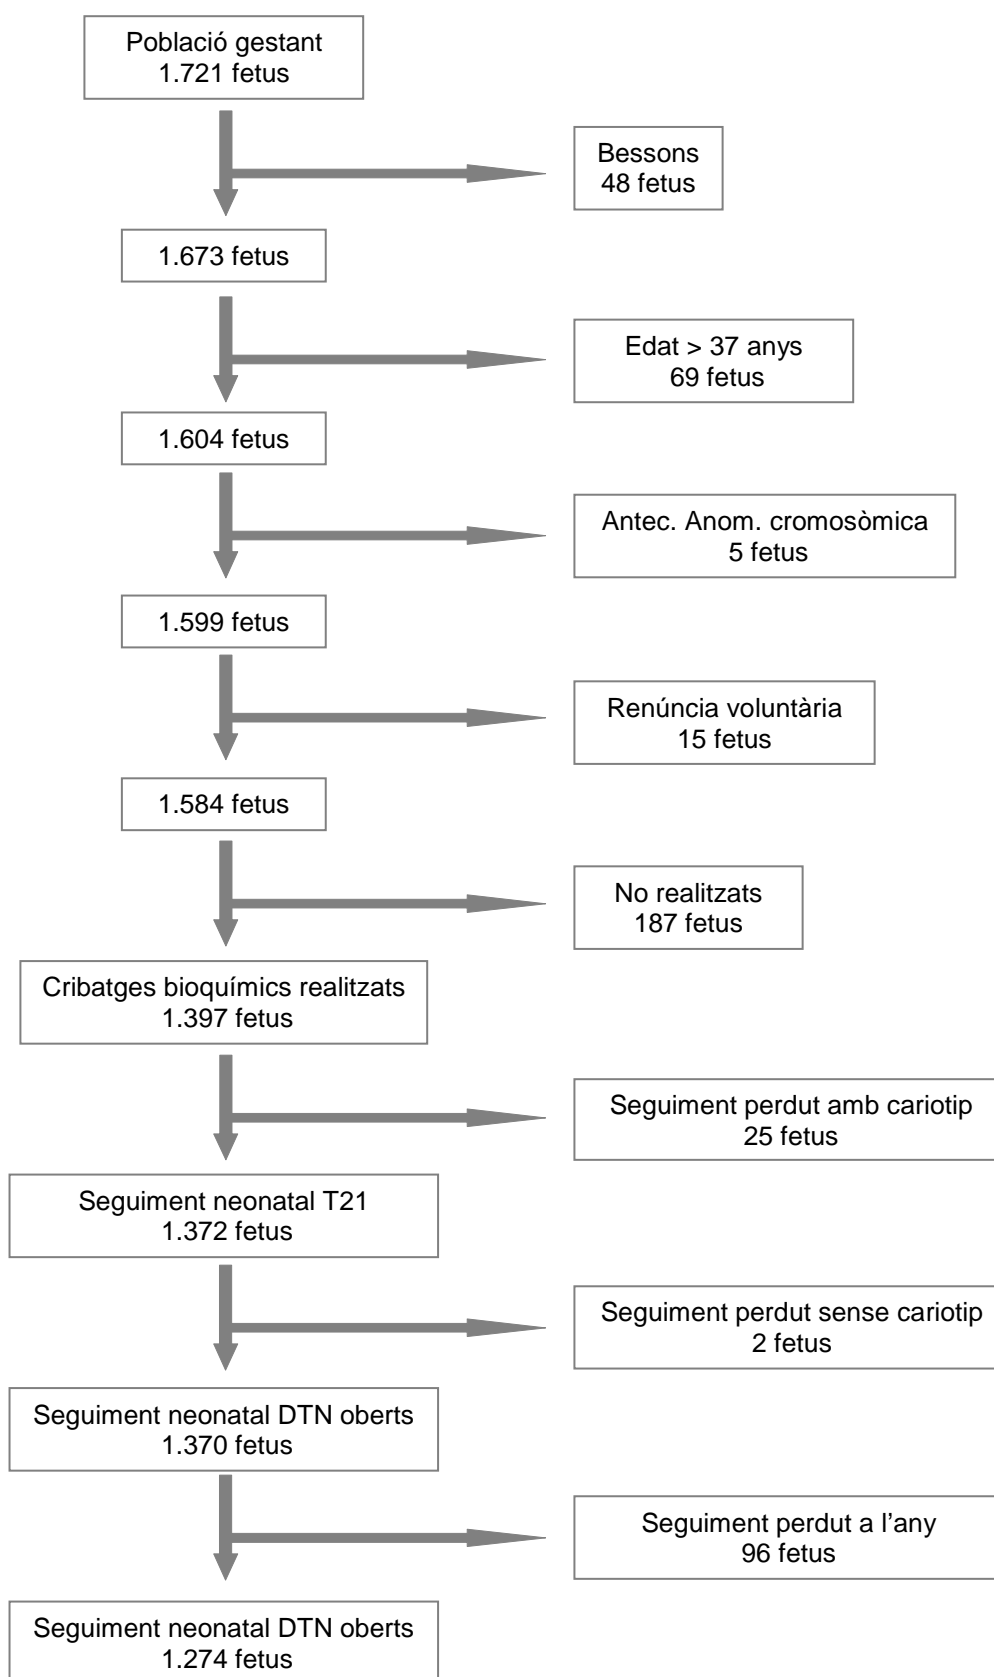 Població gestant
1.721 fetus
Bessons
48 fetus
1.673 fetus
Edat > 37 anys
69 fetus
1.604 fetus
Antec. Anom. cromosòmica
5 fetus
1.599 fetus
Renúncia voluntària
15 fetus
1.584 fetus
No realitzats
187 fetus
Cribatges bioquímics realitzats
1.397 fetus
Seguiment perdut amb cariotip
25 fetus
Seguiment neonatal T21
1.372 fetus
Seguiment perdut sense cariotip
2 fetus
Seguiment neonatal DTN oberts
1.370 fetus
Seguiment perdut a l’any
96 fetus
Seguiment neonatal DTN oberts
1.274 fetus